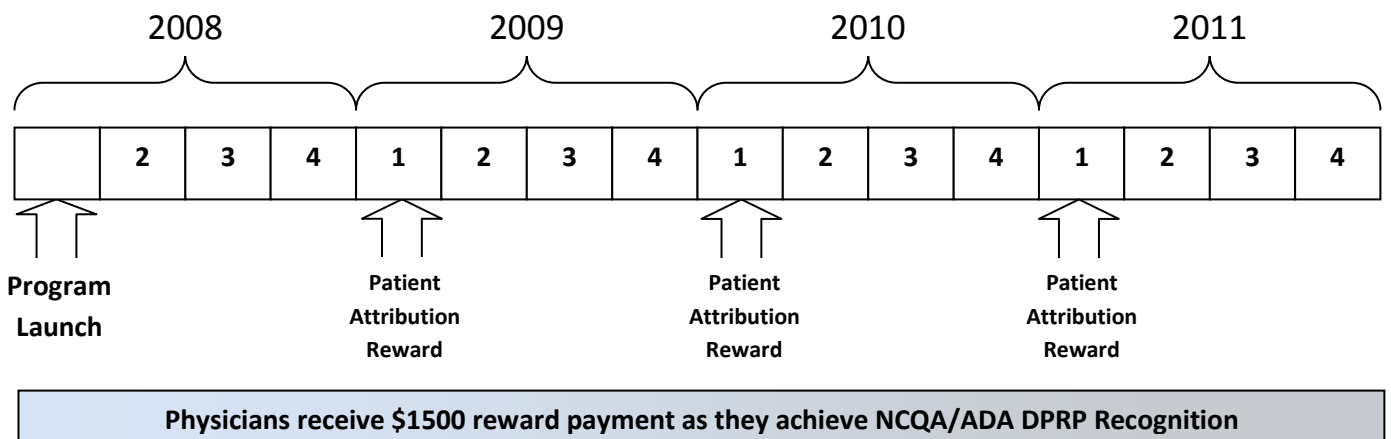 2008 2009 2010 2011
2 3 4 1 2 3 4 1 2 3 4 1 2 3 4
Program
Launch
Patient
Attribution
Reward
Patient
Attribution
Reward
Patient
Attribution
Reward
Physicians receive $1500 reward payment as they achieve NCQA/ADA DPRP Recognition